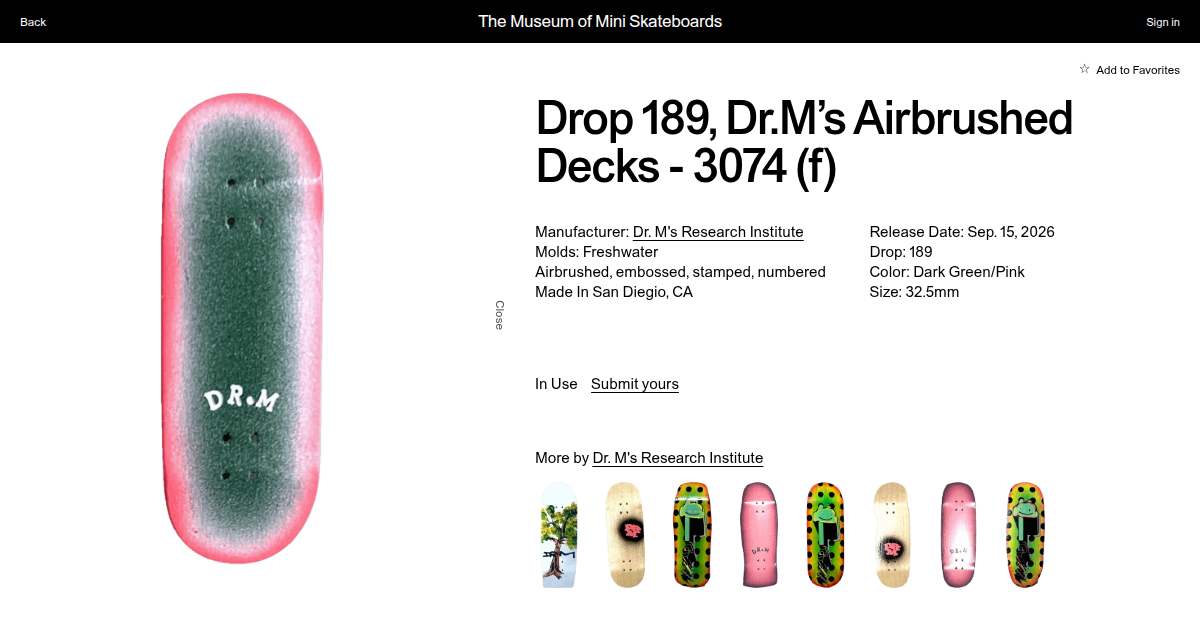 Back
The Museum of Mini Skateboards
Sign in
☆ Add to Favorites
Drop 189, Dr.M’s Airbrushed
Decks - 3074 (f)
Manufacturer: Dr. M's Research Institute
Molds: Freshwater
Airbrushed, embossed, stamped, numbered
Made In San Diegio, CA
Release Date: Sep. 15, 2026
Drop: 189
Color: Dark Green/Pink
Size: 32.5mm
Close
DR.M
In Use Submit yours
More by Dr. M's Research Institute
DR.M
DR.M